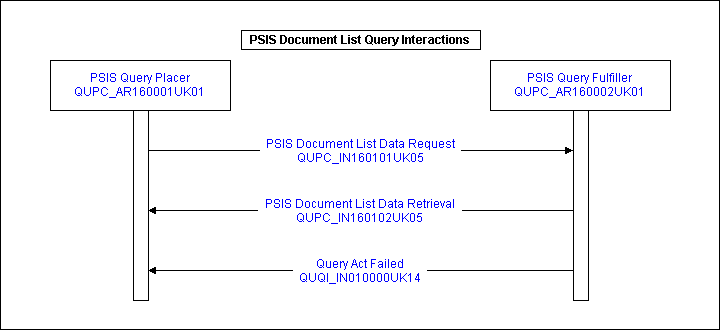 PSIS Document List Query Interactions
PSIS Query Placer
QUPC_AR160001UK01
PSIS Query Fulfiller
QUPC_AR160002UK01
PSIS Document List Data Request
QUPC_IN160101UK05
PSIS Document List Data Retrieval
QUPC_IN160102UK05
Query Act Failed
QUQI_IN010000UK14